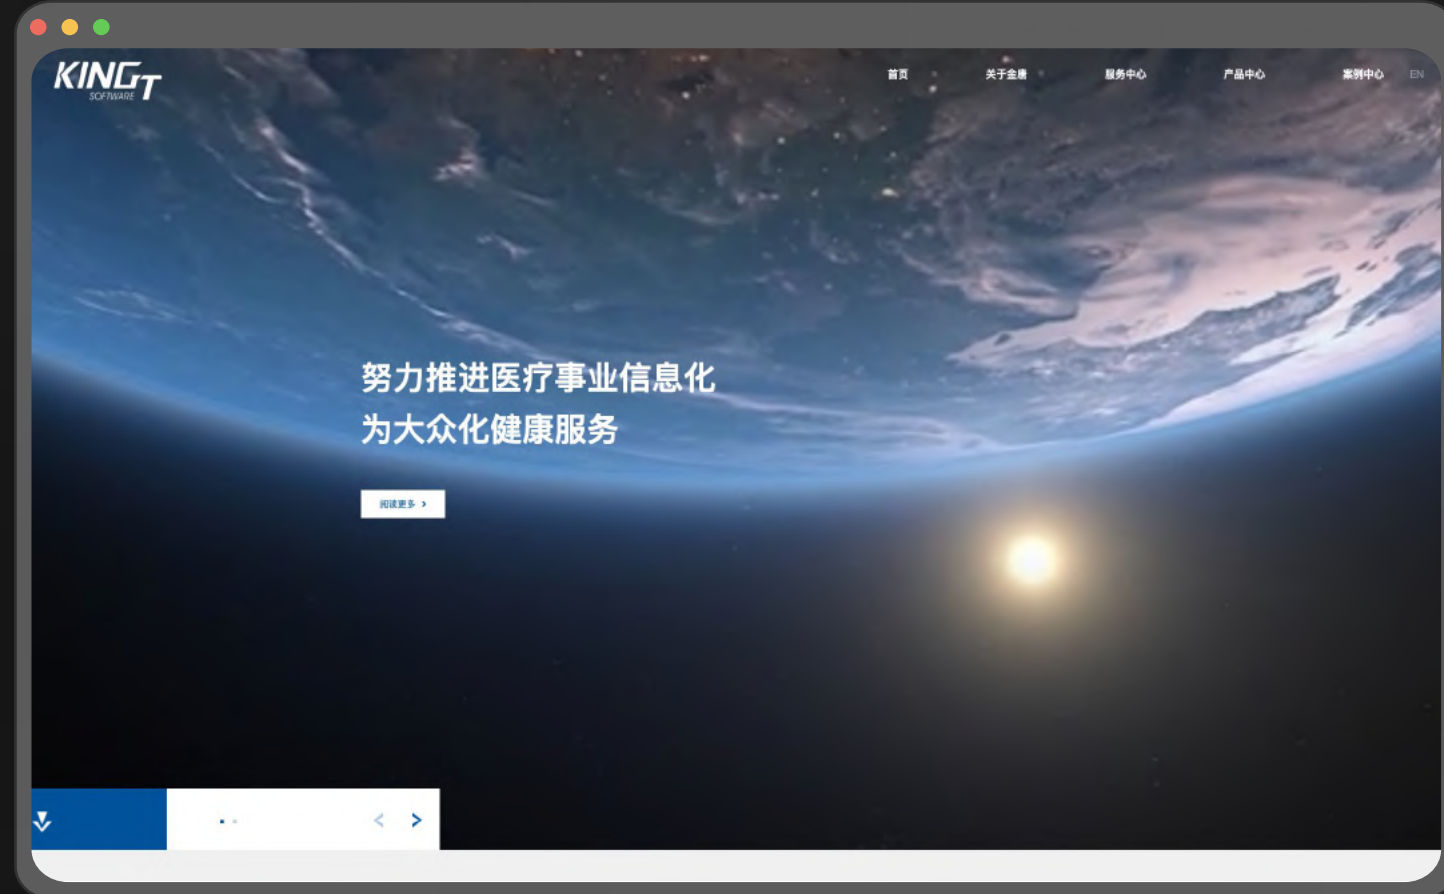 KINGT
SOFTWARE
首页 关于金唐 服务中心 产品中心 案例中心 EN
努力推进医疗事业信息化
为大众化健康服务
阅读更多 >